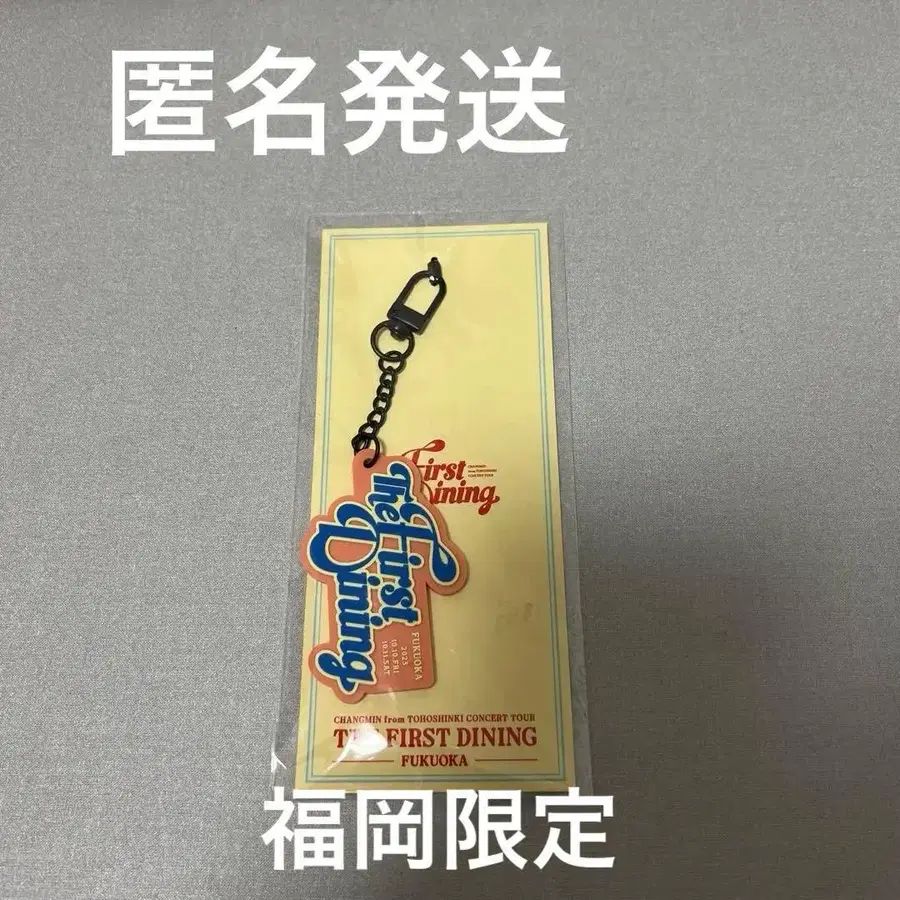 匿名発送
First
Dining
CHANGMIN
from TOHOSHINKI
CONCERT TOUR
The First
Dining
FUKUOKA
2025
10.10.FRI
10.11.SAT
CHANGMIN from TOHOSHINKI CONCERT TOUR
THE FIRST DINING
FUKUOKA
福岡限定